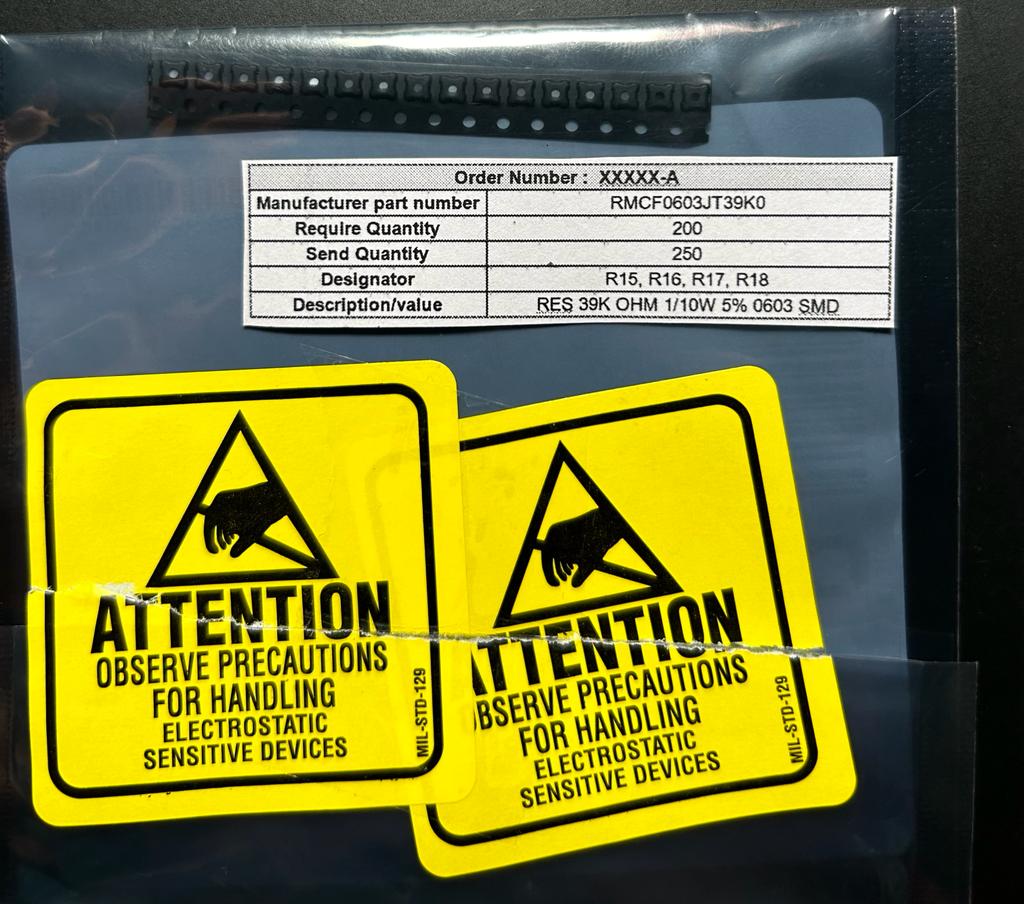 Order Number : XXXXX-A
Manufacturer part number RMCF0603JT39K0
Require Quantity 200
Send Quantity 250
Designator R15, R16, R17, R18
Description/value RES 39K OHM 1/10W 5% 0603 SMD
ATTENTION
OBSERVE PRECAUTIONS
FOR HANDLING
ELECTROSTATIC
SENSITIVE DEVICES
MIL-STD-129
ATTENTION
OBSERVE PRECAUTIONS
FOR HANDLING
ELECTROSTATIC
SENSITIVE DEVICES
MIL-STD-129